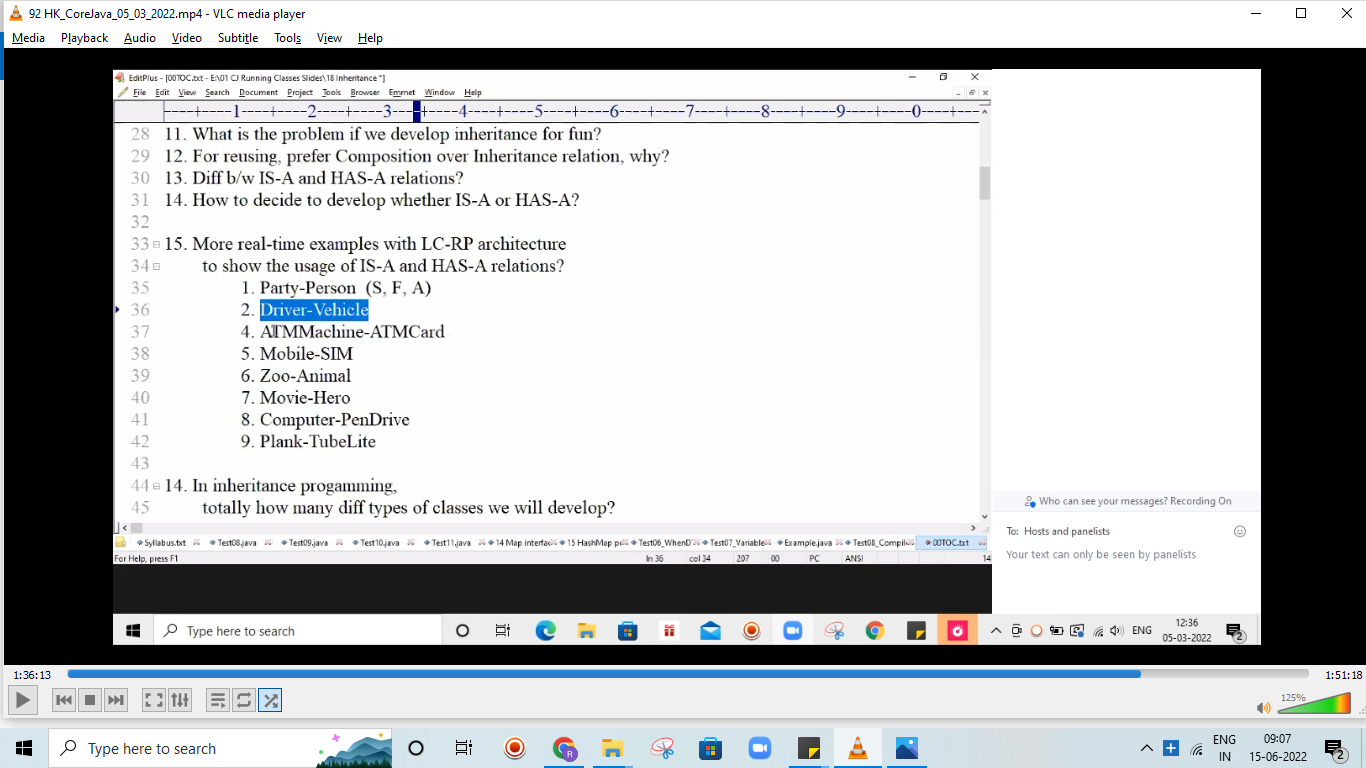 92 HK_CoreJava_05_03_2022.mp4 - VLC media player
Media Playback Audio Video Subtitle Tools View Help
EditPlus - [00TOC.txt - E:\01 CJ Running Classes Slides\18 Inheritance *]
File Edit View Search Document Project Tools Browser Emmet Window Help
----+----1----+----2----+----3----+----4----+----5----+----6----+----7----+----8----+----9----+----0----+---
28 11. What is the problem if we develop inheritance for fun?
29 12. For reusing, prefer Composition over Inheritance relation, why?
30 13. Diff b/w IS-A and HAS-A relations?
31 14. How to decide to develop whether IS-A or HAS-A?
32
33 15. More real-time examples with LC-RP architecture
34 to show the usage of IS-A and HAS-A relations?
35 1. Party-Person (S, F, A)
36 2. Driver-Vehicle
37 4. ATMMachine-ATMCard
38 5. Mobile-SIM
39 6. Zoo-Animal
40 7. Movie-Hero
41 8. Computer-PenDrive
42 9. Plank-TubeLite
43
44 14. In inheritance progamming,
45 totally how many diff types of classes we will develop?
Who can see your messages? Recording On
To: Hosts and panelists
Your text can only be seen by panelists
Syllabus.txt Test08.java Test09.java Test10.java Test11.java 14 Map interfac 15 HashMap pr Test06_WhenD Test07_Variable Example.java Test08_Compil 00TOC.txt
For Help, press F1 ln 36 col 34 207 00 PC ANSI 14
Type here to search
ENG
12:36
05-03-2022
2
1:36:13
1:51:18
125%
Type here to search
R
ENG
IN
09:07
15-06-2022
2